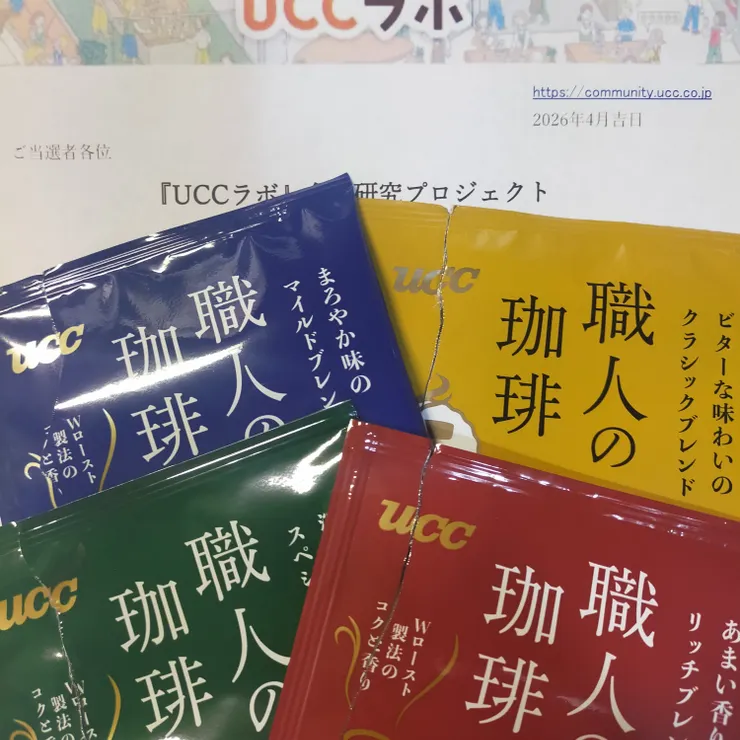 UCCラボ
https://community.ucc.co.jp
2026年4月吉日
ご当選者各位
『UCCラボ』 研究プロジェクト
ucc
職人の
珈琲
まろやか味の
マイルドブレン
Wロースト
製法の
と香
ucc
職人の
珈琲
ビターな味わいの
クラシックブレンド
ucc
職人の
珈琲
スペシ
Wロースト
製法の
コクと香
ucc
職人の
珈琲
あまい香り
リッチブレン
Wロースト
製法の
コクと香り